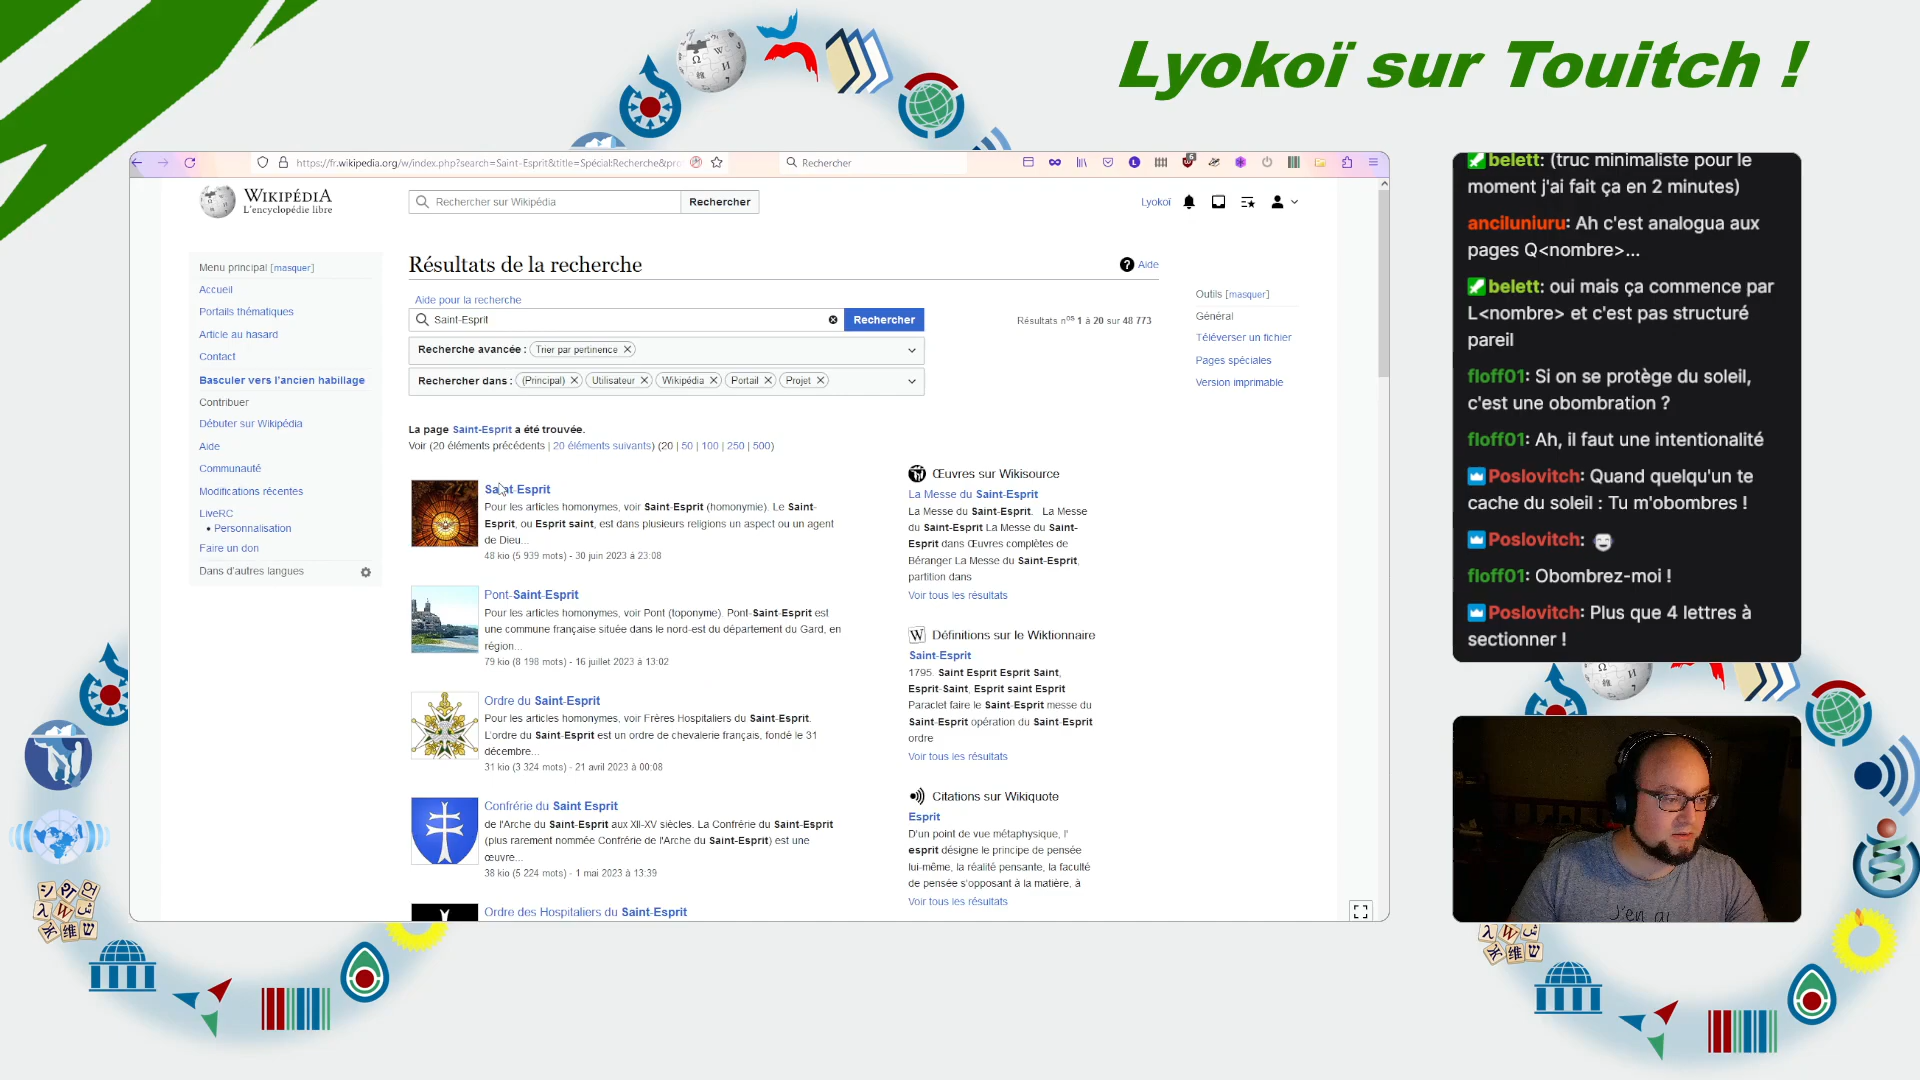 Lyokoï sur Touitch !
https://fr.wikipedia.org/w/index.php?search=Saint-Esprit&title=Spécial:Recherche&pro
Rechercher
WIKIPÉDIA
L'encyclopédie libre
Rechercher sur Wikipédia
Rechercher
Lyokoï
Menu principal [masquer]
Accueil
Portails thématiques
Article au hasard
Contact
Basculer vers l'ancien habillage
Contribuer
Débuter sur Wikipédia
Aide
Communauté
Modifications récentes
LiveRC
• Personnalisation
Faire un don
Dans d'autres langues
Résultats de la recherche
Aide
Aide pour la recherche
Saint-Esprit
Rechercher
Résultats nos 1 à 20 sur 48 773
Recherche avancée : Trier par pertinence
Rechercher dans : (Principal) Utilisateur Wikipédia Portail Projet
La page Saint-Esprit a été trouvée.
Voir (20 éléments précédents | 20 éléments suivants) (20 | 50 | 100 | 250 | 500)
Saint-Esprit
Pour les articles homonymes, voir Saint-Esprit (homonymie). Le Saint-
Esprit, ou Esprit saint, est dans plusieurs religions un aspect ou un agent
de Dieu...
48 kio (5 939 mots) - 30 juin 2023 à 23:08
Pont-Saint-Esprit
Pour les articles homonymes, voir Pont (toponyme). Pont-Saint-Esprit est
une commune française située dans le nord-est du département du Gard, en
région...
79 kio (8 198 mots) - 16 juillet 2023 à 13:02
Ordre du Saint-Esprit
Pour les articles homonymes, voir Frères Hospitaliers du Saint-Esprit.
L'ordre du Saint-Esprit est un ordre de chevalerie français, fondé le 31
décembre...
31 kio (3 324 mots) - 21 avril 2023 à 00:08
Confrérie du Saint Esprit
de l'Arche du Saint-Esprit aux XII-XV siècles. La Confrérie du Saint-Esprit
(plus rarement nommée Confrérie de l'Arche du Saint-Esprit) est une
œuvre...
38 kio (5 224 mots) - 1 mai 2023 à 13:39
Ordre des Hospitaliers du Saint-Esprit
Œuvres sur Wikisource
La Messe du Saint-Esprit
La Messe du Saint-Esprit. La Messe
du Saint-Esprit La Messe du Saint-
Esprit dans Œuvres complètes de
Béranger La Messe du Saint-Esprit,
partition dans
Voir tous les résultats
W Définitions sur le Wiktionnaire
Saint-Esprit
1795. Saint Esprit Esprit Saint,
Esprit-Saint, Esprit saint Esprit
Paraclet faire le Saint-Esprit messe du
Saint-Esprit opération du Saint-Esprit
ordre
Voir tous les résultats
Citations sur Wikiquote
Esprit
D'un point de vue métaphysique, l'
esprit désigne le principe de pensée
lui-même, la réalité pensante, la faculté
de pensée s'opposant à la matière, à
Voir tous les résultats
Outils [masquer]
Général
Téléverser un fichier
Pages spéciales
Version imprimable
belett: (truc minimaliste pour le
moment j'ai fait ça en 2 minutes)
anciluniuru: Ah c'est analogua aux
pages Q<nombre>...
belett: oui mais ça commence par
L<nombre> et c'est pas structuré
pareil
floff01: Si on se protège du soleil,
c'est une obombration ?
floff01: Ah, il faut une intentionalité
Poslovitch: Quand quelqu'un te
cache du soleil : Tu m'obombres !
Poslovitch:
floff01: Obombrez-moi !
Poslovitch: Plus que 4 lettres à
sectionner !
J'en ai